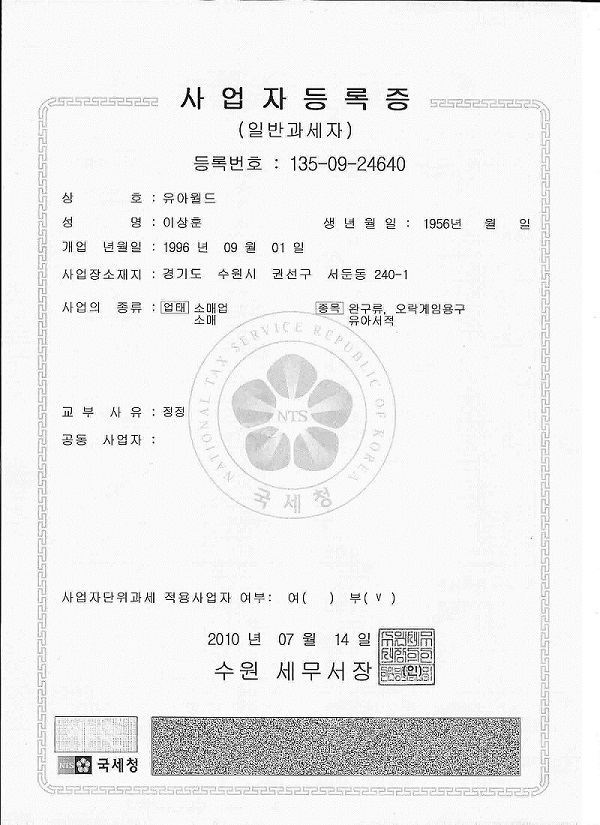 사업자등록증
(일반과세자)
등록번호 : 135-09-24640
상 호 : 유아월드
성 명 : 이상훈 생 년 월 일 : 1956년 월 일
개업 년월일 : 1996 년 09 월 01 일
사업장소재지 : 경기도 수원시 권선구 서둔동 240-1
사업의 종류 : 업태 소매업 종목 완구류, 오락게임용구
소매 유아서적
NATIONAL TAX SERVICE REPUBLIC OF KOREA
NTS
국세청
교 부 사 유 : 정정
공동 사업자 :
사업자단위과세 적용사업자 여부: 여( ) 부( v )
2010 년 07 월 14 일
수원 세무서장 (인)
NTS 국세청